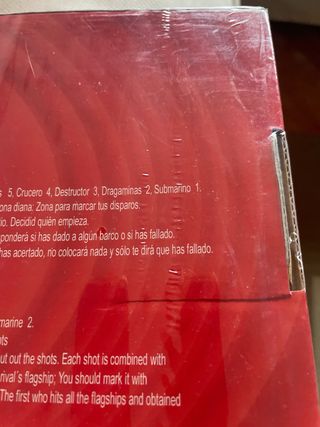 s 5, Crucero 4, Destructor 3, Dragaminas 2, Submarino 1.
ona diana: Zona para marcar tus disparos.
io. Decidid quién empieza.
ponderá si has dado a algún barco o si has fallado.
has acertado, no colocará nada y sólo te dirá que has fallado.
marine 2.
ots
ut out the shots. Each shot is combined with
rival´s flagship; You should mark it with
The first who hits all the flagships and obtained